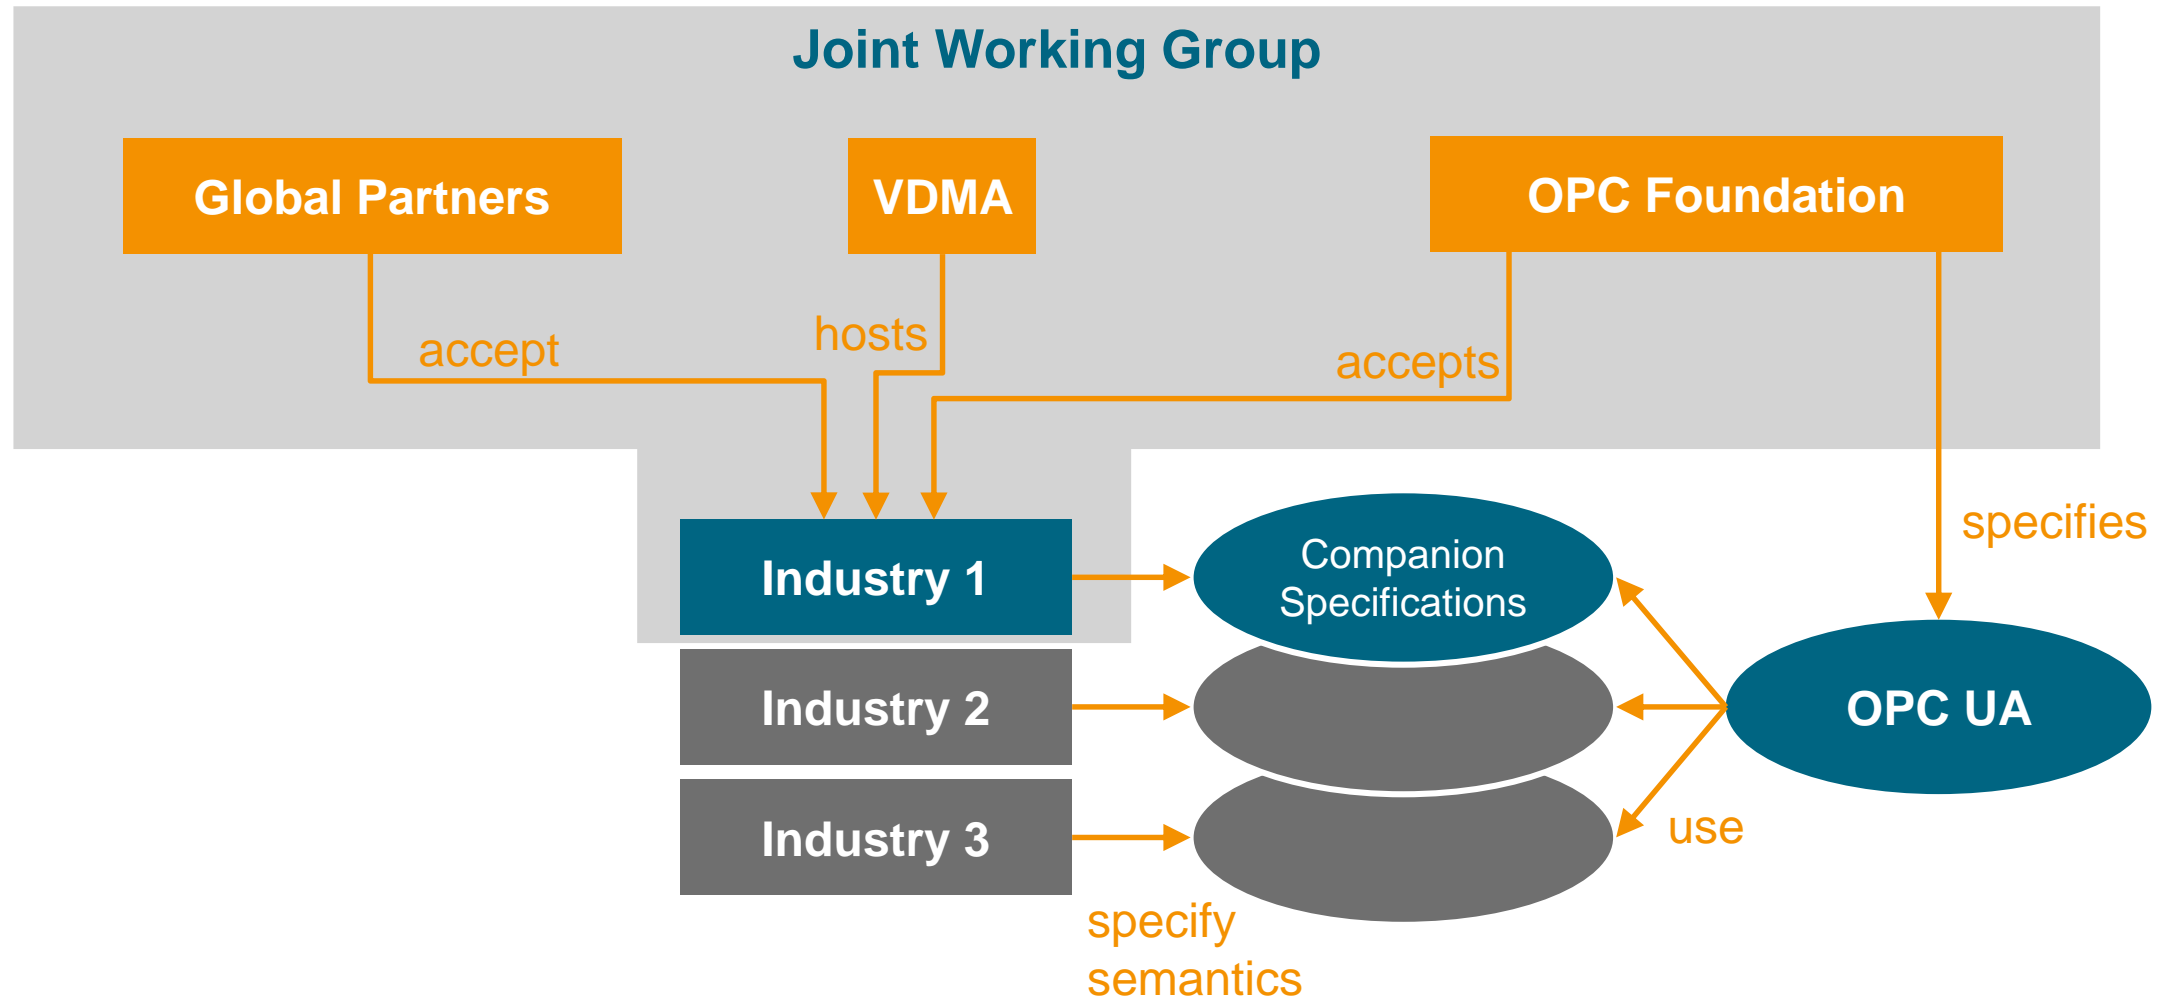 Joint Working Group
Global Partners
VDMA
OPC Foundation
accept
hosts
accepts
specifies
Industry 1
Companion
Specifications
Industry 2
OPC UA
Industry 3
use
specify
semantics